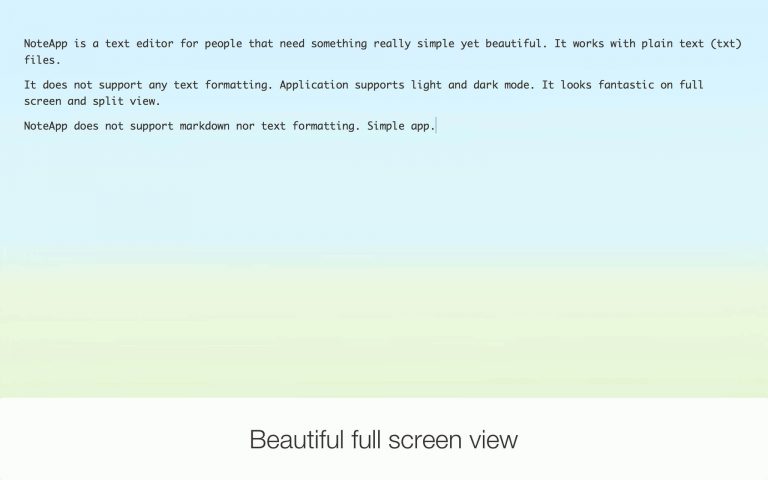 NoteApp is a text editor for people that need something really simple yet beautiful. It works with plain text (txt)
files.
It does not support any text formatting. Application supports light and dark mode. It looks fantastic on full
screen and split view.
NoteApp does not support markdown nor text formatting. Simple app.
Beautiful full screen view